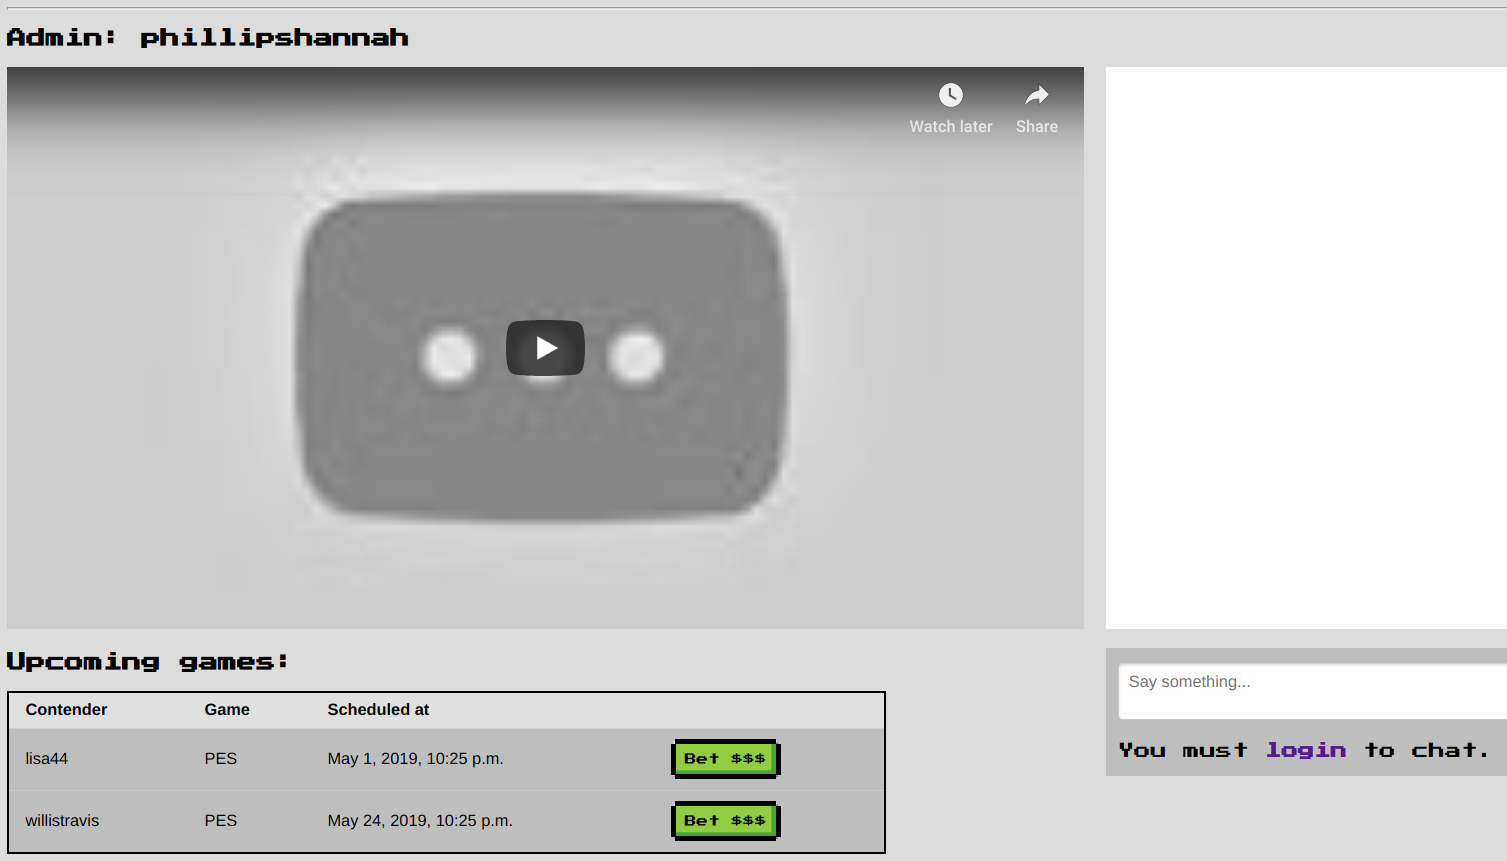 Admin: phillipshannah
Watch later
Share
Upcoming games:
Contender Game Scheduled at
lisa44 PES May 1, 2019, 10:25 p.m. Bet $$$
willistravis PES May 24, 2019, 10:25 p.m. Bet $$$
Say something...
You must login to chat.